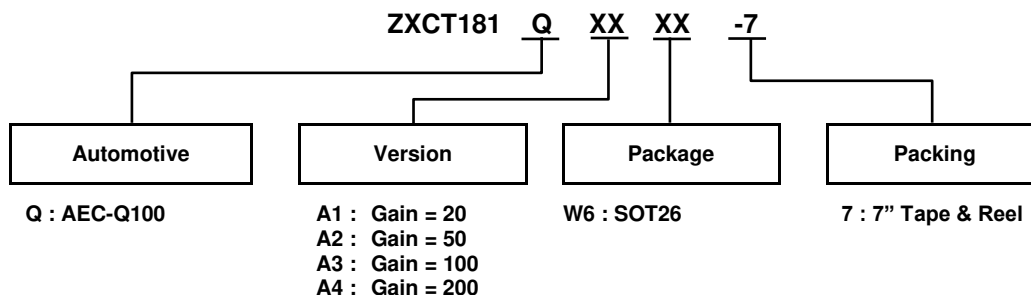 ZXCT181 Q XX XX -7
Automotive
Version
Package
Packing
Q : AEC-Q100
A1 : Gain = 20
A2 : Gain = 50
A3 : Gain = 100
A4 : Gain = 200
W6 : SOT26
7 : 7” Tape & Reel